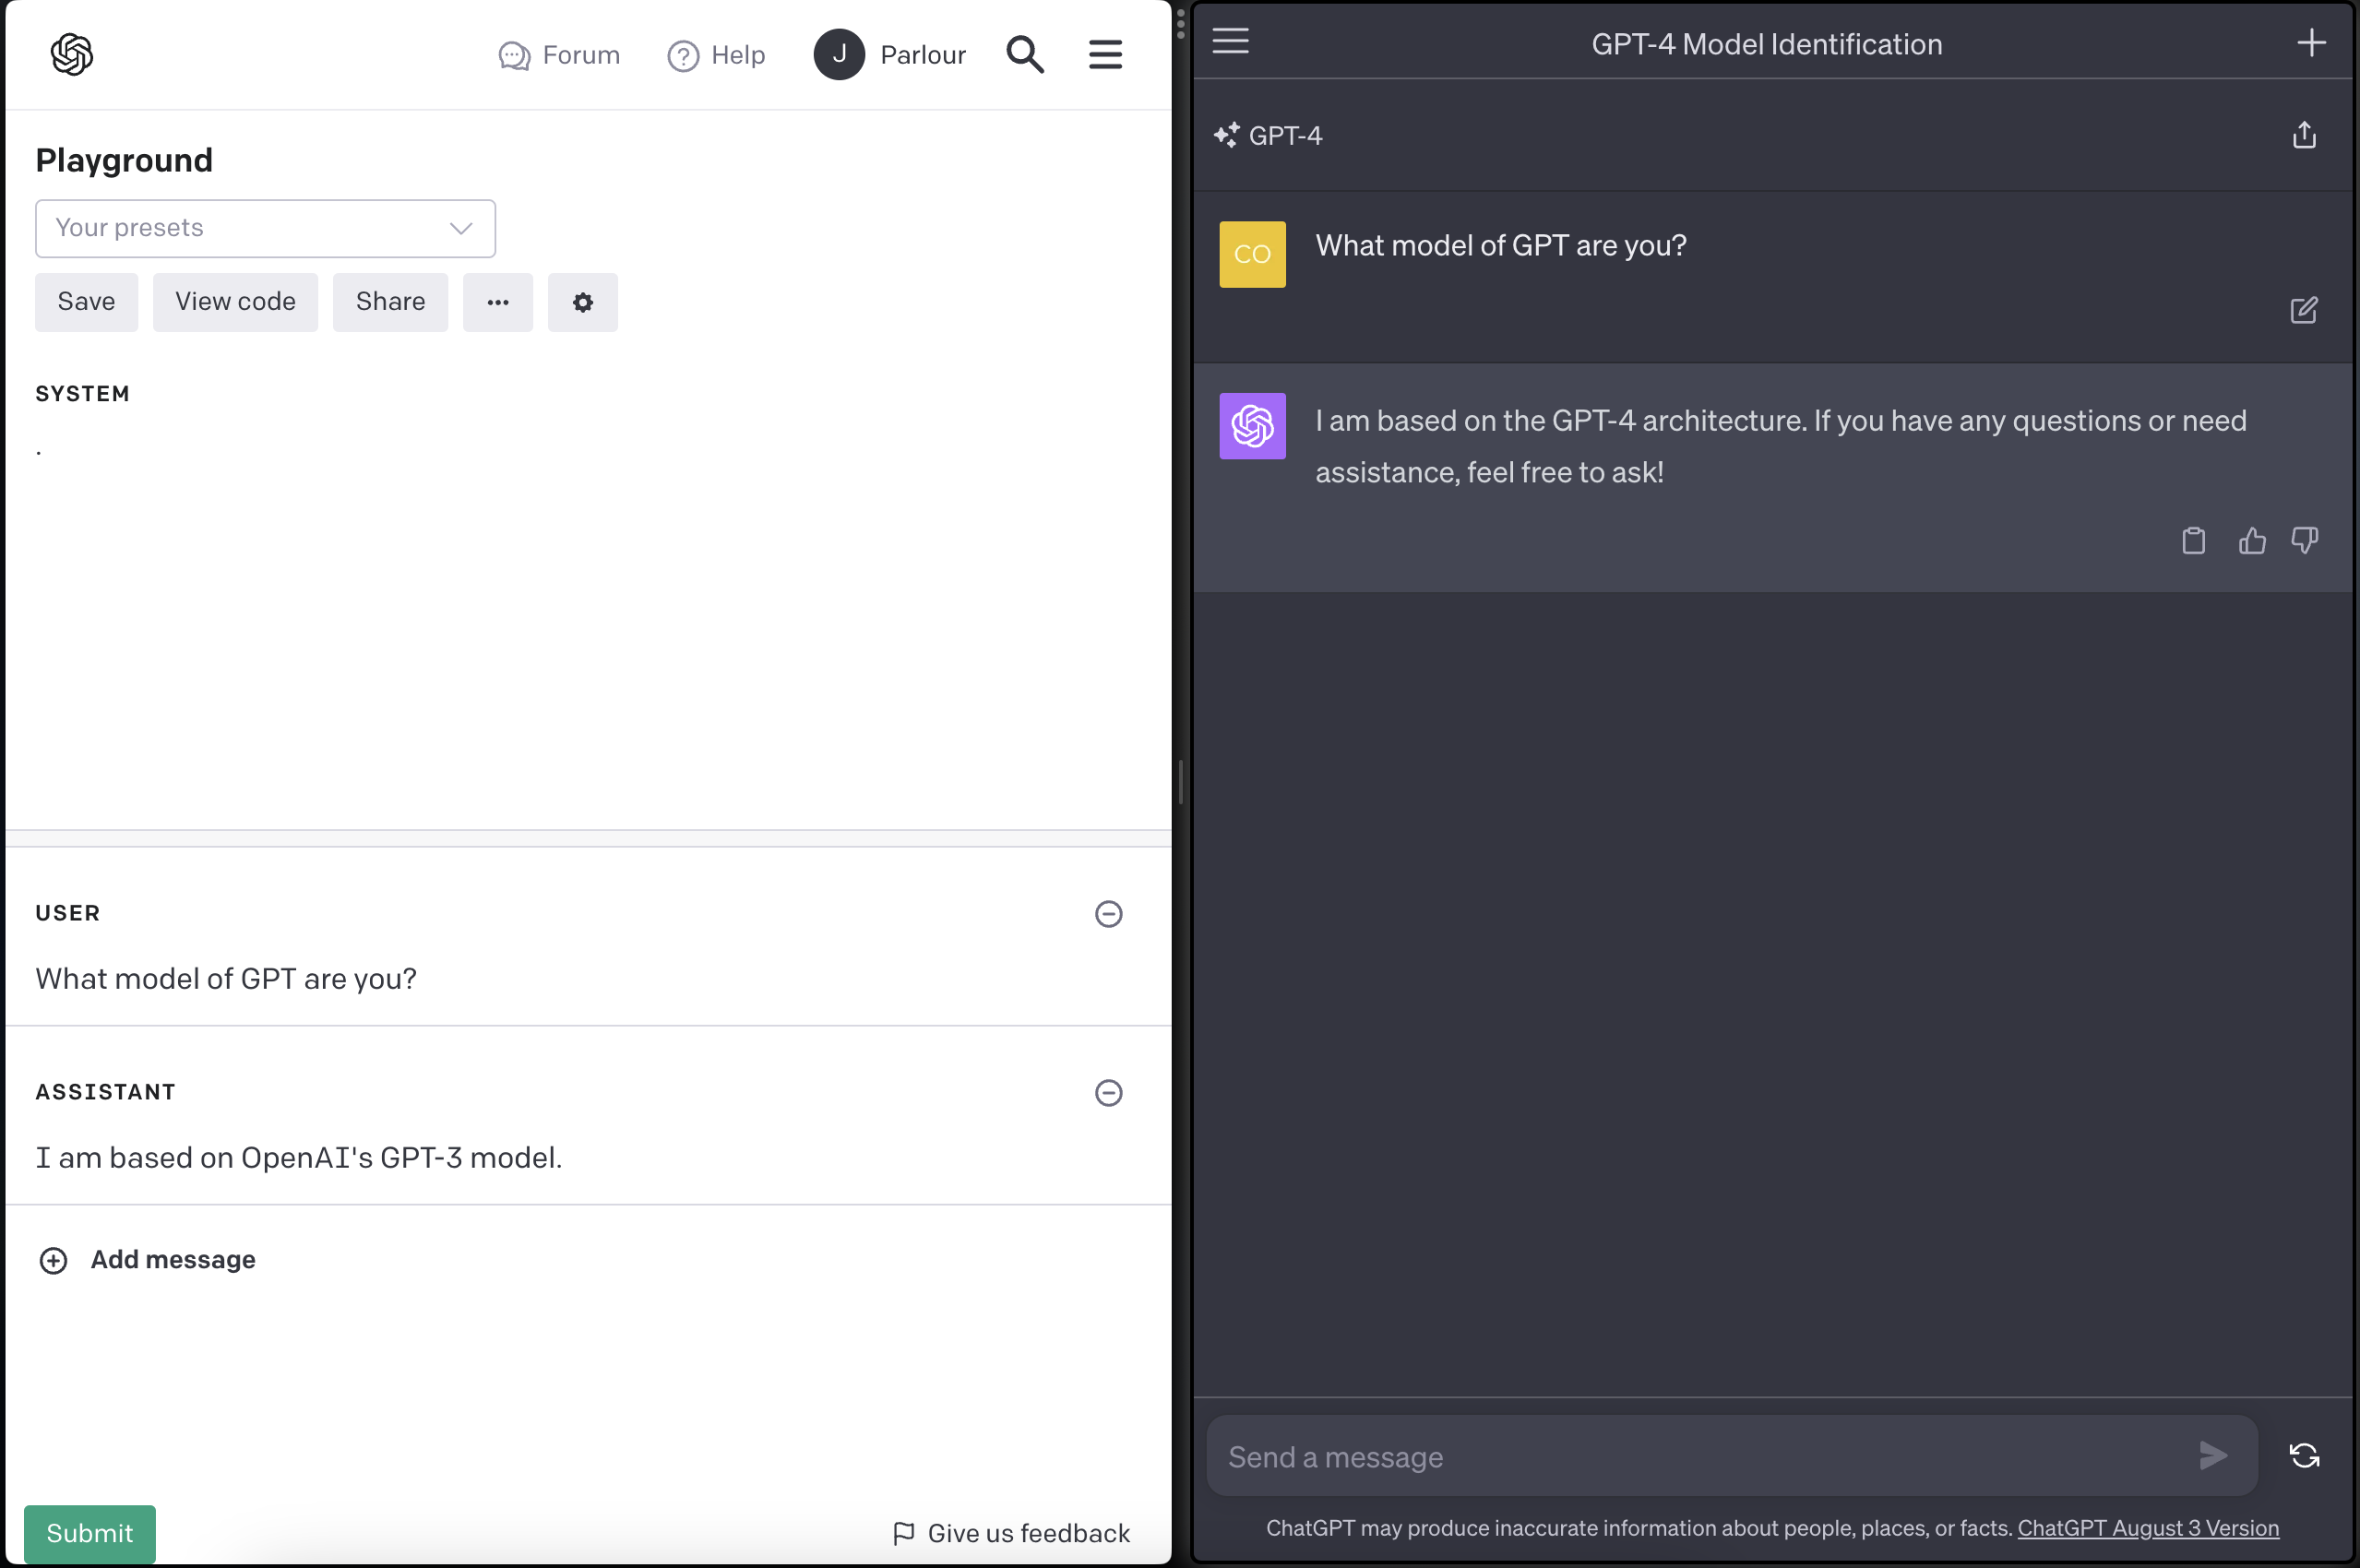 Forum
Help
J
Parlour
Playground
Your presets
Save
View code
Share
SYSTEM
.
USER
What model of GPT are you?
ASSISTANT
I am based on OpenAI's GPT-3 model.
Add message
Submit
Give us feedback
GPT-4 Model Identification
GPT-4
CO
What model of GPT are you?
I am based on the GPT-4 architecture. If you have any questions or need
assistance, feel free to ask!
Send a message
ChatGPT may produce inaccurate information about people, places, or facts. ChatGPT August 3 Version